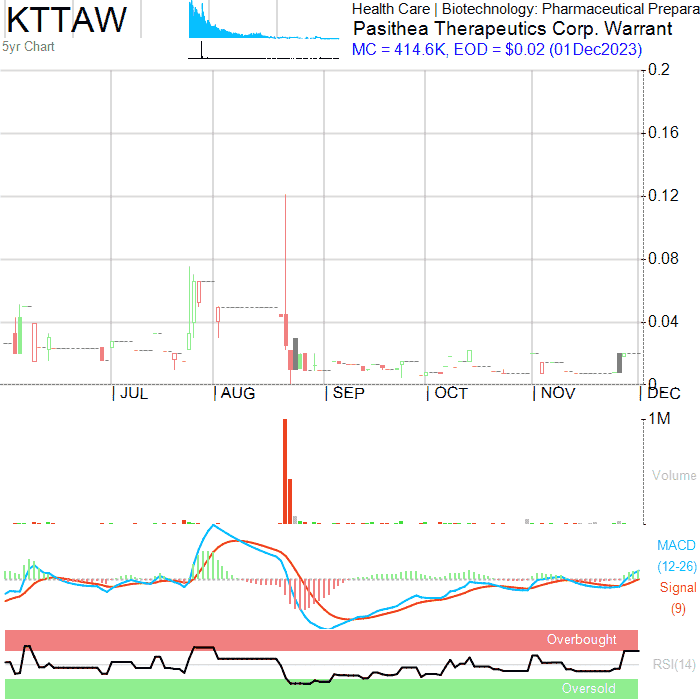 KTTAW
5yr Chart
Health Care | Biotechnology: Pharmaceutical Prepara
Pasithea Therapeutics Corp. Warrant
MC = 414.6K, EOD = $0.02 (01Dec2023)
0.2
0.16
0.12
0.08
0.04
0
| JUL | AUG | SEP | OCT | NOV | DEC
1M
Volume
MACD
(12-26)
Signal
(9)
Overbought
RSI(14)
Oversold